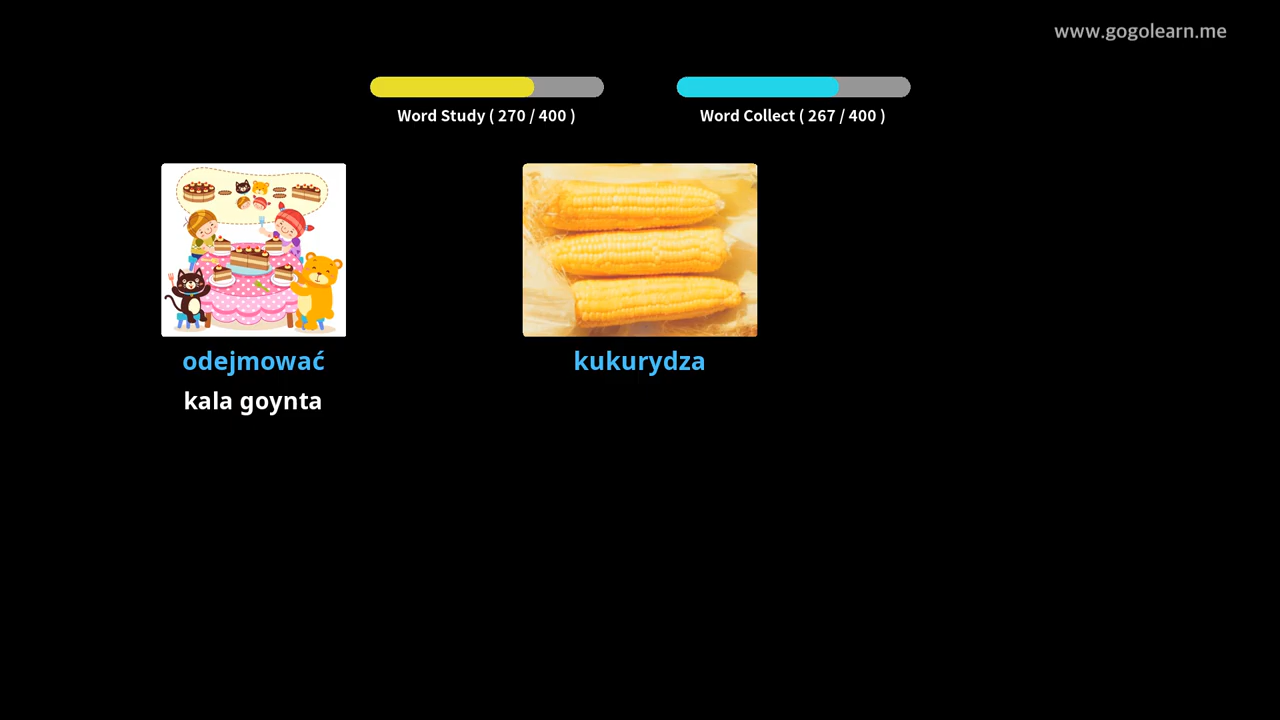 www.gogolearn.me
Word Study ( 270 / 400 )
Word Collect ( 267 / 400 )
odejmować
kukurydza
kala goynta